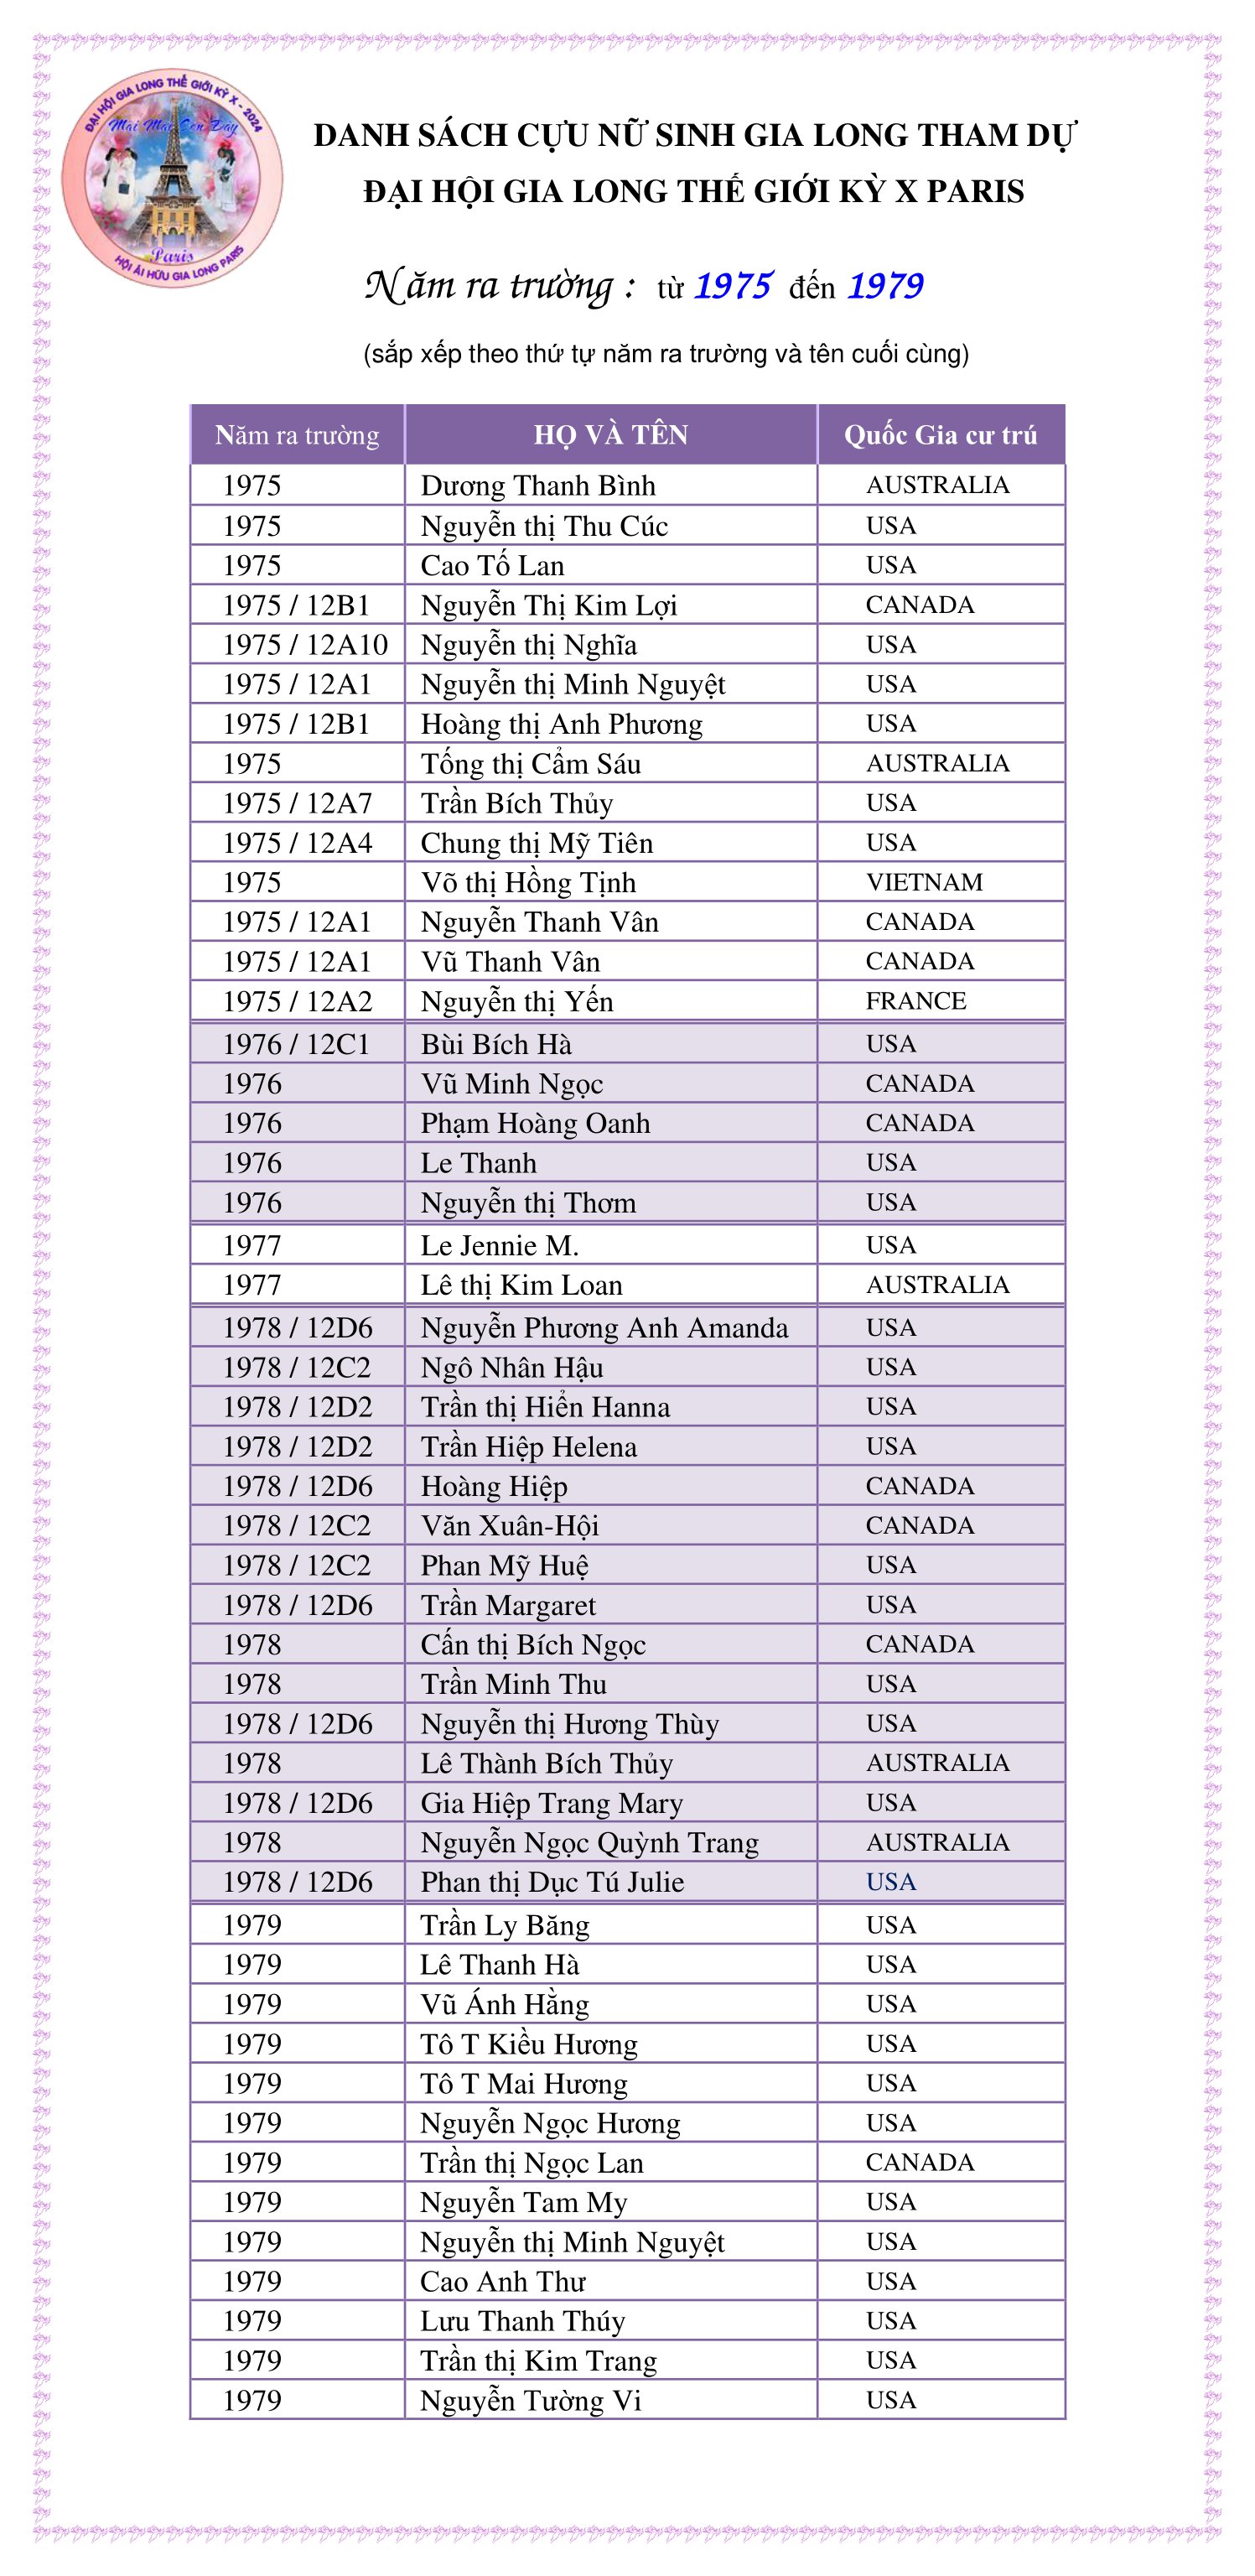 ĐẠI HỘI GIA LONG THẾ GIỚI KỲ X - 2024
Mai Mai Còn Đây
Paris
HỘI ÁI HỮU GIA LONG PARIS
DANH SÁCH CỰU NỮ SINH GIA LONG THAM DỰ
ĐẠI HỘI GIA LONG THẾ GIỚI KỲ X PARIS
Năm ra trường : từ 1975 đến 1979
(sắp xếp theo thứ tự năm ra trường và tên cuối cùng)
Năm ra trường HỌ VÀ TÊN Quốc Gia cư trú
1975 Dương Thanh Bình AUSTRALIA
1975 Nguyễn thị Thu Cúc USA
1975 Cao Tố Lan USA
1975 / 12B1 Nguyễn Thị Kim Lợi CANADA
1975 / 12A10 Nguyễn thị Nghĩa USA
1975 / 12A1 Nguyễn thị Minh Nguyệt USA
1975 / 12B1 Hoàng thị Anh Phương USA
1975 Tống thị Cẩm Sáu AUSTRALIA
1975 / 12A7 Trần Bích Thủy USA
1975 / 12A4 Chung thị Mỹ Tiên USA
1975 Võ thị Hồng Tịnh VIETNAM
1975 / 12A1 Nguyễn Thanh Vân CANADA
1975 / 12A1 Vũ Thanh Vân CANADA
1975 / 12A2 Nguyễn thị Yến FRANCE
1976 / 12C1 Bùi Bích Hà USA
1976 Vũ Minh Ngọc CANADA
1976 Phạm Hoàng Oanh CANADA
1976 Le Thanh USA
1976 Nguyễn thị Thơm USA
1977 Le Jennie M. USA
1977 Lê thị Kim Loan AUSTRALIA
1978 / 12D6 Nguyễn Phương Anh Amanda USA
1978 / 12C2 Ngô Nhân Hậu USA
1978 / 12D2 Trần thị Hiển Hanna USA
1978 / 12D2 Trần Hiệp Helena USA
1978 / 12D6 Hoàng Hiệp CANADA
1978 / 12C2 Văn Xuân-Hội CANADA
1978 / 12C2 Phan Mỹ Huệ USA
1978 / 12D6 Trần Margaret USA
1978 Cấn thị Bích Ngọc CANADA
1978 Trần Minh Thu USA
1978 / 12D6 Nguyễn thị Hương Thùy USA
1978 Lê Thành Bích Thủy AUSTRALIA
1978 / 12D6 Gia Hiệp Trang Mary USA
1978 Nguyễn Ngọc Quỳnh Trang AUSTRALIA
1978 / 12D6 Phan thị Dục Tú Julie USA
1979 Trần Ly Băng USA
1979 Lê Thanh Hà USA
1979 Vũ Ánh Hằng USA
1979 Tô T Kiều Hương USA
1979 Tô T Mai Hương USA
1979 Nguyễn Ngọc Hương USA
1979 Trần thị Ngọc Lan CANADA
1979 Nguyễn Tam My USA
1979 Nguyễn thị Minh Nguyệt USA
1979 Cao Anh Thư USA
1979 Lưu Thanh Thúy USA
1979 Trần thị Kim Trang USA
1979 Nguyễn Tường Vi USA